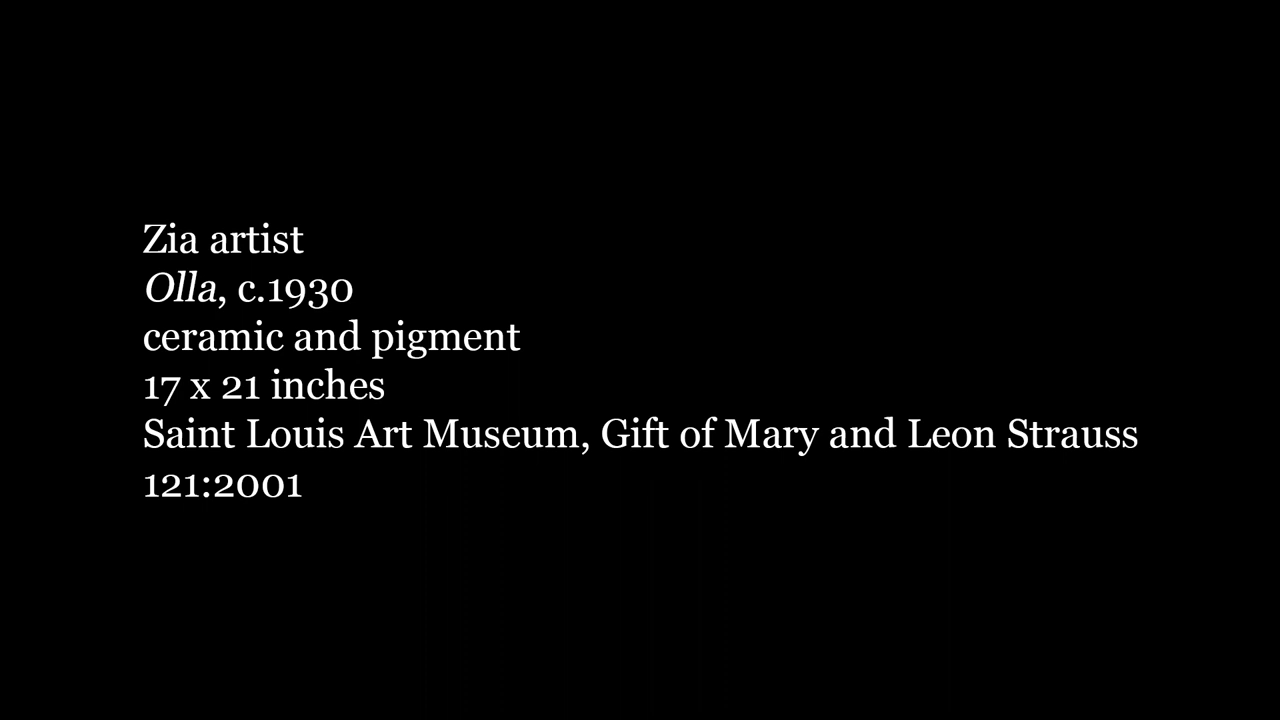 Zia artist
Olla, c.1930
ceramic and pigment
17 x 21 inches
Saint Louis Art Museum, Gift of Mary and Leon Strauss
121:2001